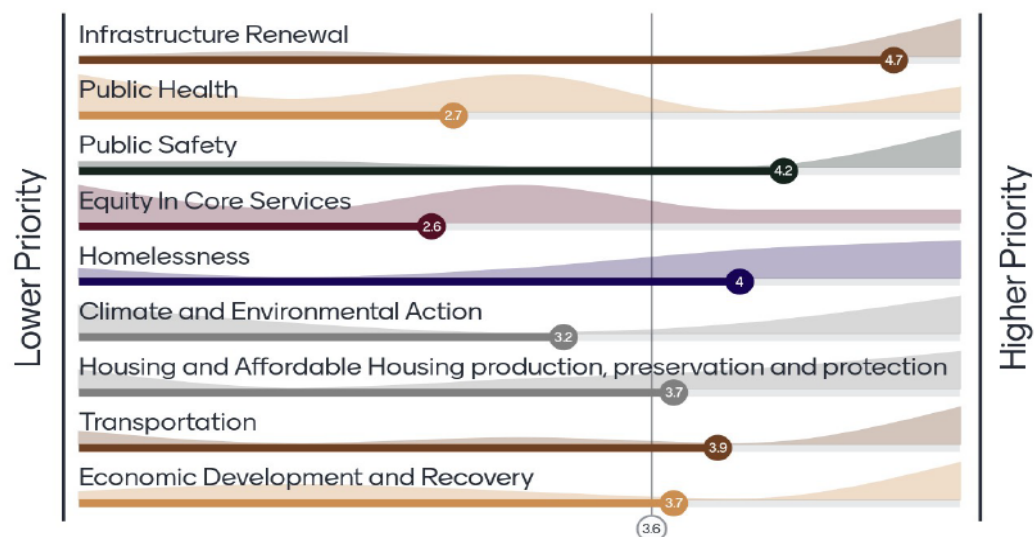 Infrastructure Renewal
4.7
Public Health
2.7
Public Safety
4.2
Equity In Core Services
2.6
Homelessness
4
Climate and Environmental Action
3.2
Housing and Affordable Housing production, preservation and protection
3.7
Transportation
3.9
Economic Development and Recovery
3.7
3.6
Lower Priority
Higher Priority